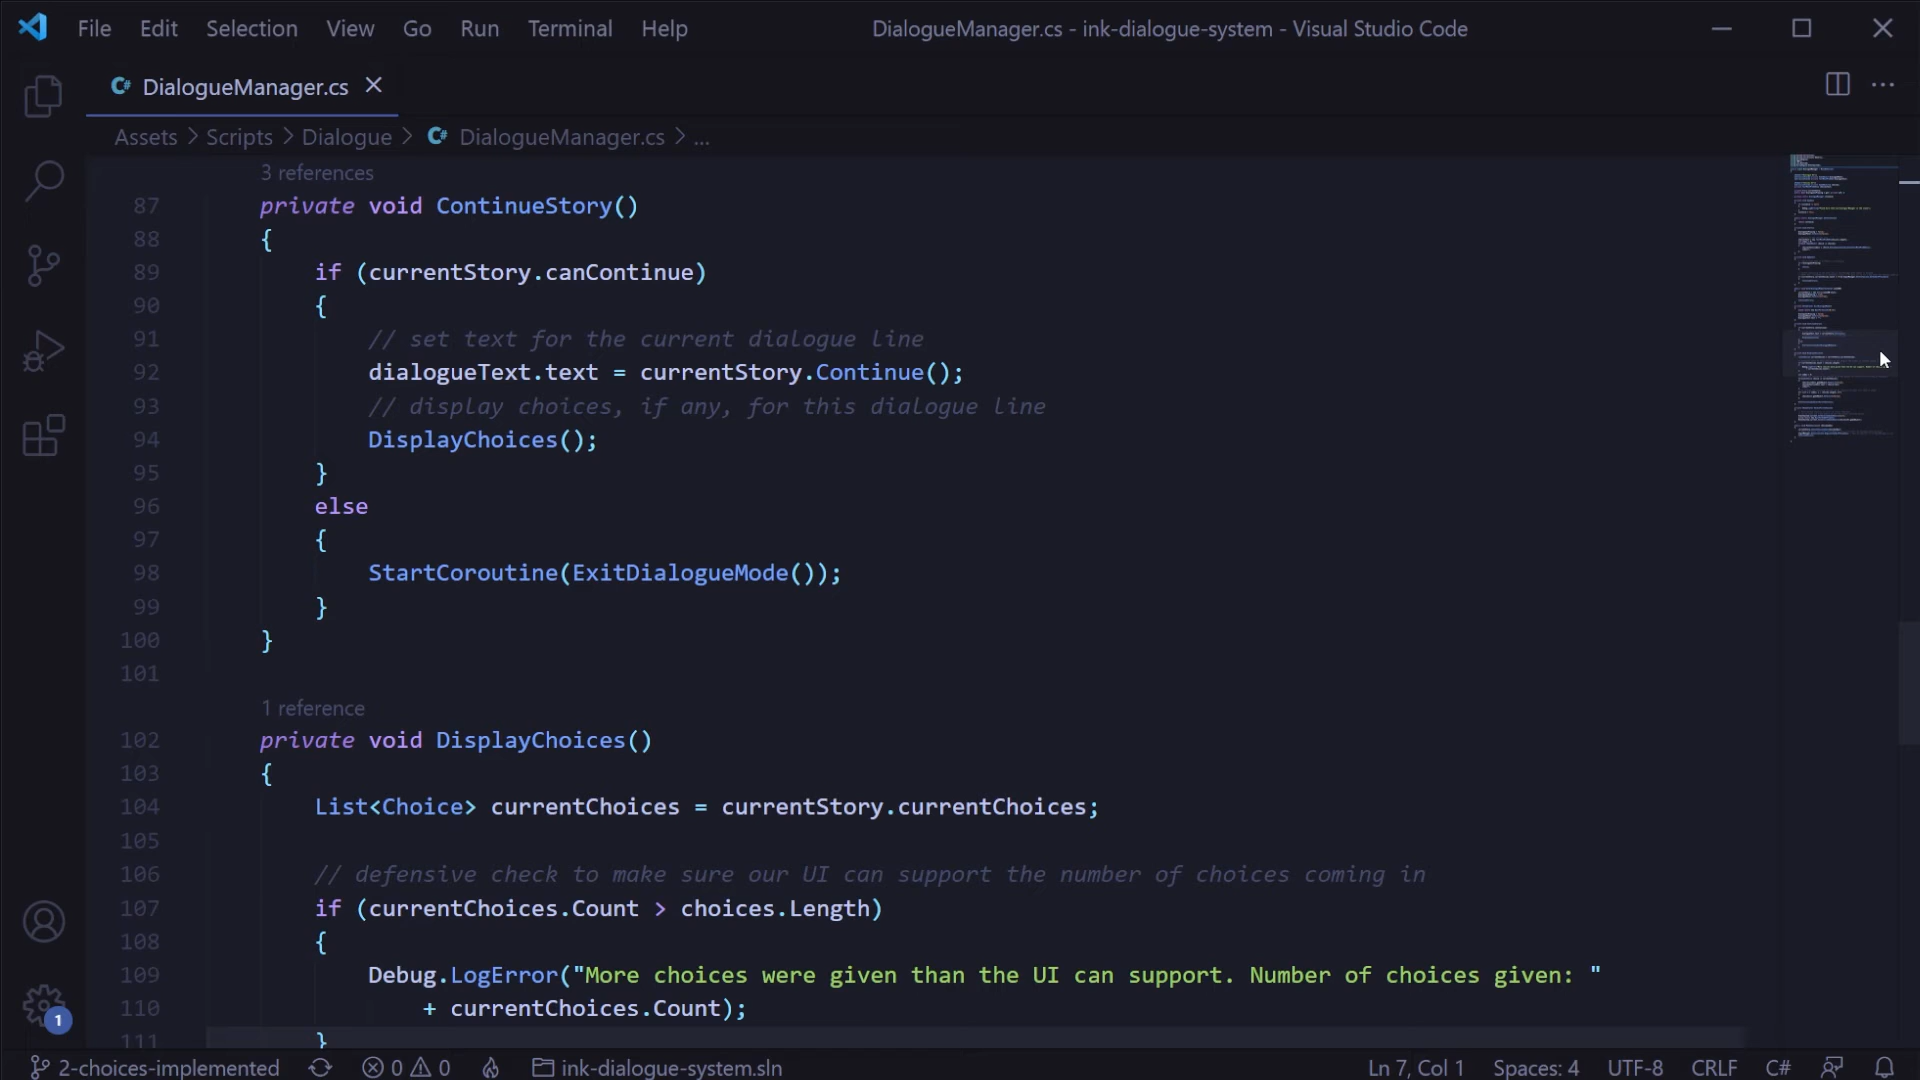 File Edit Selection View Go Run Terminal Help DialogueManager.cs - ink-dialogue-system - Visual Studio Code
C# DialogueManager.cs
Assets > Scripts > Dialogue > C# DialogueManager.cs > ...
3 references
87 private void ContinueStory()
88 {
89 if (currentStory.canContinue)
90 {
91 // set text for the current dialogue line
92 dialogueText.text = currentStory.Continue();
93 // display choices, if any, for this dialogue line
94 DisplayChoices();
95 }
96 else
97 {
98 StartCoroutine(ExitDialogueMode());
99 }
100 }
101
1 reference
102 private void DisplayChoices()
103 {
104 List<Choice> currentChoices = currentStory.currentChoices;
105
106 // defensive check to make sure our UI can support the number of choices coming in
107 if (currentChoices.Count > choices.Length)
108 {
109 Debug.LogError("More choices were given than the UI can support. Number of choices given: "
110 + currentChoices.Count);
111 }
1
2-choices-implemented 0 0 ink-dialogue-system.sln Ln 7, Col 1 Spaces: 4 UTF-8 CRLF C#